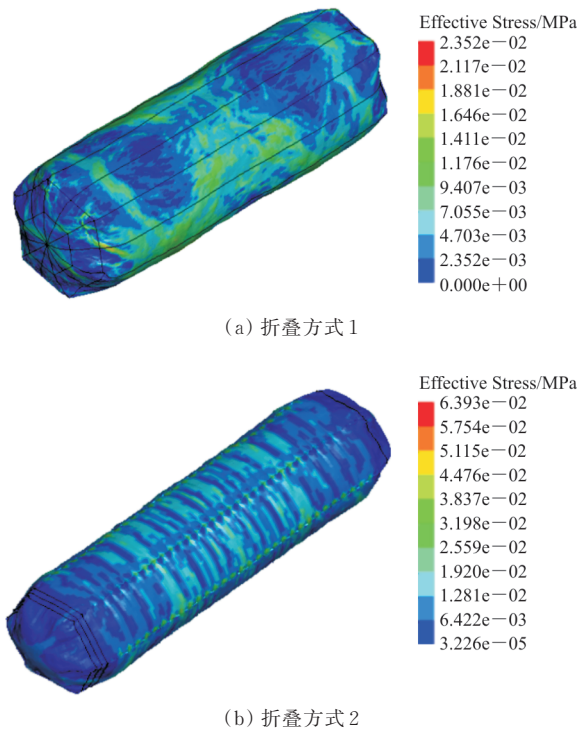 Effective Stress/MPa
2.352e－02
2.117e－02
1.881e－02
1.646e－02
1.411e－02
1.176e－02
9.407e－03
7.055e－03
4.703e－03
2.352e－03
0.000e＋00
(a) 折叠方式1
Effective Stress/MPa
6.393e－02
5.754e－02
5.115e－02
4.476e－02
3.837e－02
3.198e－02
2.559e－02
1.920e－02
1.281e－02
6.422e－03
3.226e－05
(b) 折叠方式2